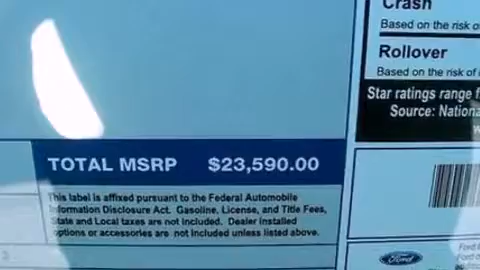 Crash
Based on the risk o
Rollover
Based on the risk of
Star ratings range f
Source: Nationa
TOTAL MSRP $23,590.00
This label is affixed pursuant to the Federal Automobile
Information Disclosure Act. Gasoline, License, and Title Fees,
State and Local taxes are not included. Dealer installed
options or accessories are not included unless listed above.
Ford